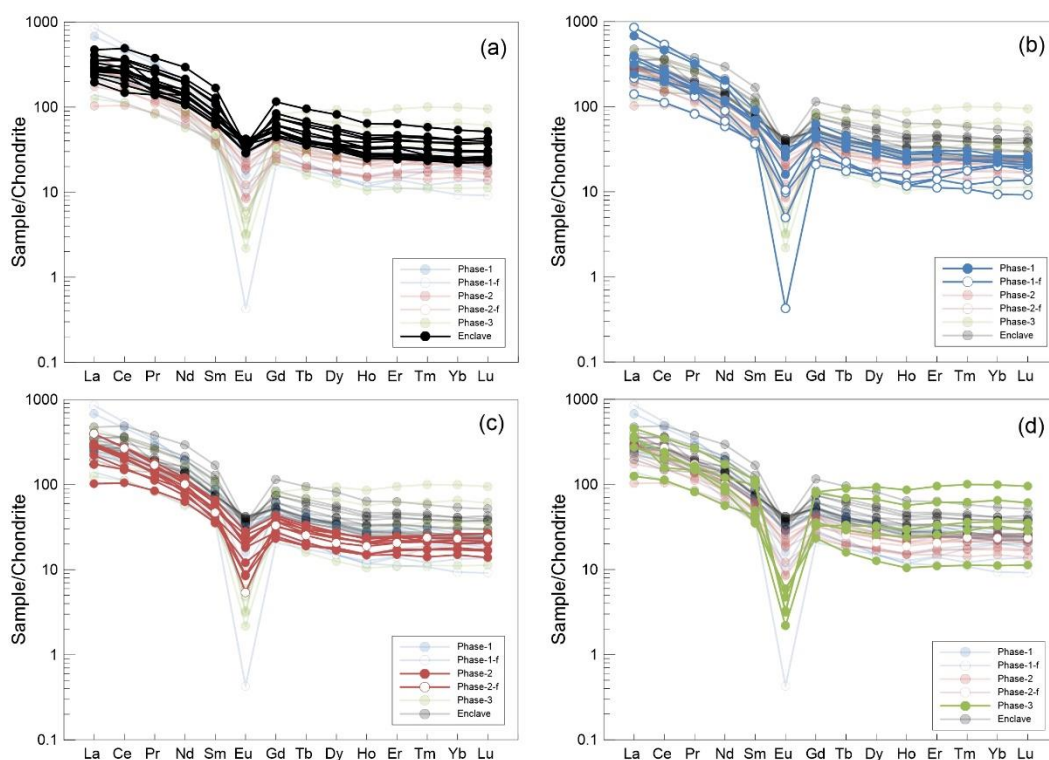 1000
(a)
100
10
1
0.1
Sample/Chondrite
Phase-1
Phase-1-f
Phase-2
Phase-2-f
Phase-3
Enclave
La Ce Pr Nd Sm Eu Gd Tb Dy Ho Er Tm Yb Lu
1000
(b)
100
10
1
0.1
Sample/Chondrite
Phase-1
Phase-1-f
Phase-2
Phase-2-f
Phase-3
Enclave
La Ce Pr Nd Sm Eu Gd Tb Dy Ho Er Tm Yb Lu
1000
(c)
100
10
1
0.1
Sample/Chondrite
Phase-1
Phase-1-f
Phase-2
Phase-2-f
Phase-3
Enclave
La Ce Pr Nd Sm Eu Gd Tb Dy Ho Er Tm Yb Lu
1000
(d)
100
10
1
0.1
Sample/Chondrite
Phase-1
Phase-1-f
Phase-2
Phase-2-f
Phase-3
Enclave
La Ce Pr Nd Sm Eu Gd Tb Dy Ho Er Tm Yb Lu